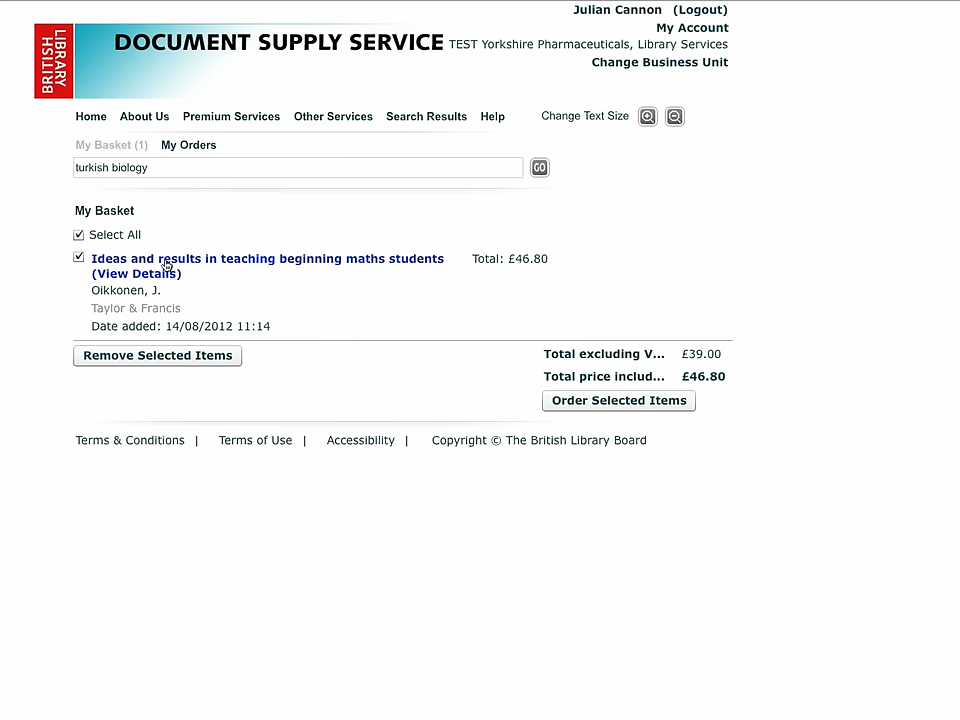 Julian Cannon (Logout)
My Account
DOCUMENT SUPPLY SERVICE TEST Yorkshire Pharmaceuticals, Library Services
Change Business Unit
BRITISH
LIBRARY
Home About Us Premium Services Other Services Search Results Help Change Text Size
My Basket (1) My Orders
turkish biology GO
My Basket
Select All
Ideas and results in teaching beginning maths students Total: £46.80
(View Details)
Oikkonen, J.
Taylor & Francis
Date added: 14/08/2012 11:14
Remove Selected Items Total excluding V... £39.00
Total price includ... £46.80
Order Selected Items
Terms & Conditions | Terms of Use | Accessibility | Copyright © The British Library Board